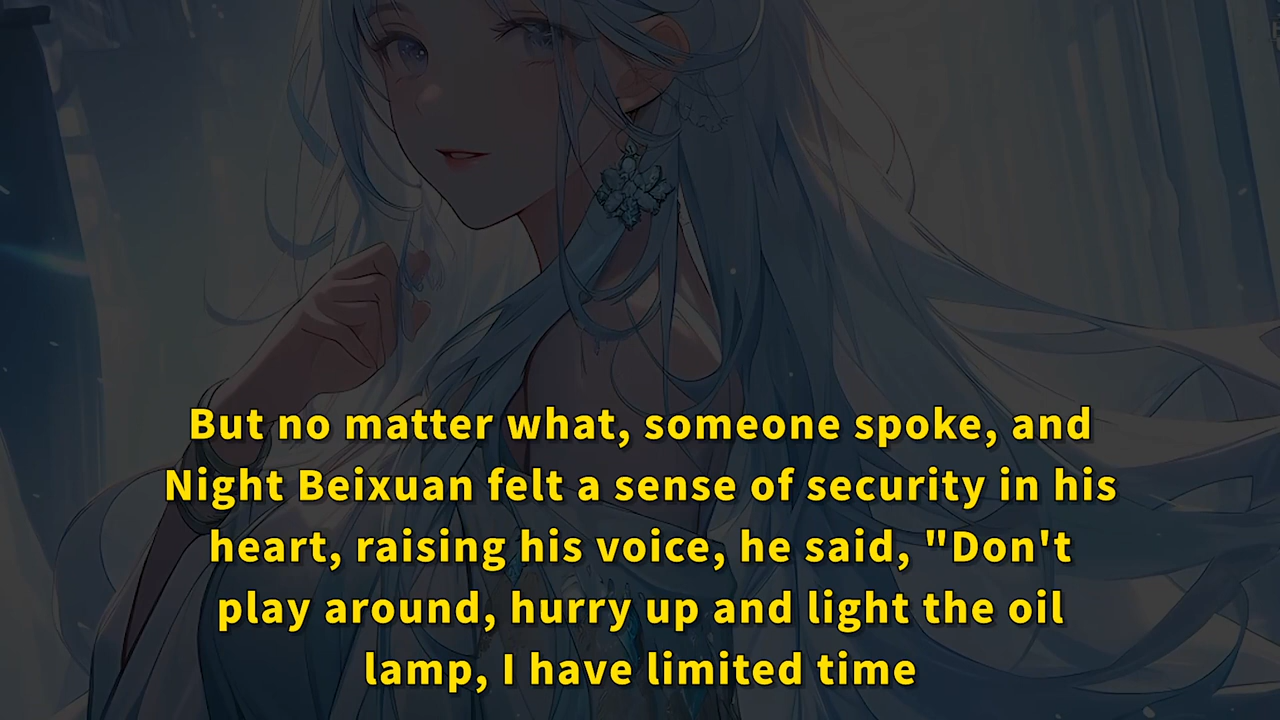 But no matter what, someone spoke, and
Night Beixuan felt a sense of security in his
heart, raising his voice, he said, "Don't
play around, hurry up and light the oil
lamp, I have limited time